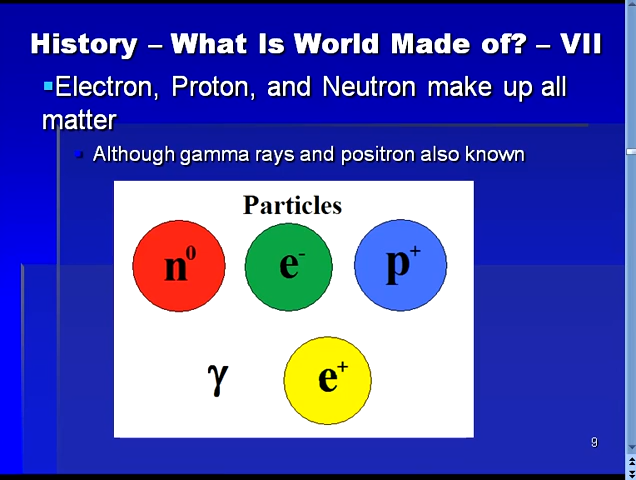 History – What Is World Made of? – VII
Electron, Proton, and Neutron make up all
matter
Although gamma rays and positron also known
Particles
n⁰ e⁻ p⁺
γ e⁺
9